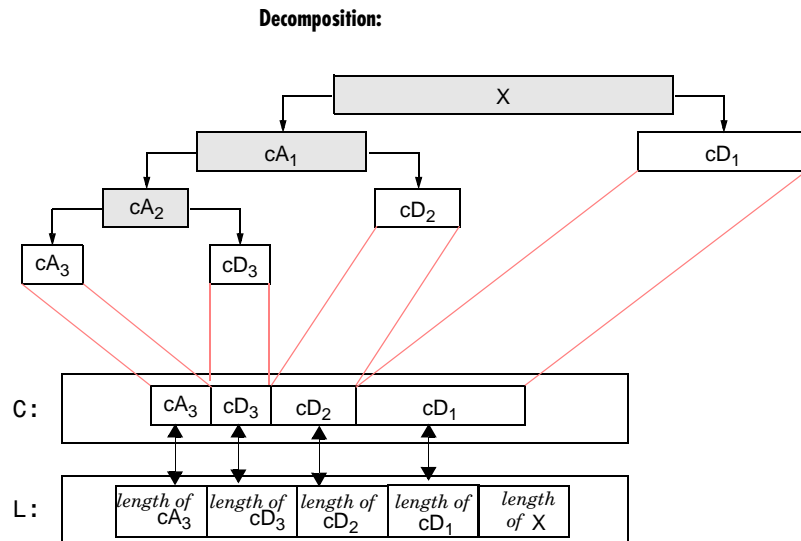 Decomposition:
X
cA₁ cD₁
cA₂ cD₂
cA₃ cD₃
C: cA₃ cD₃ cD₂ cD₁
L: length of cA₃ length of cD₃ length of cD₂ length of cD₁ length of X